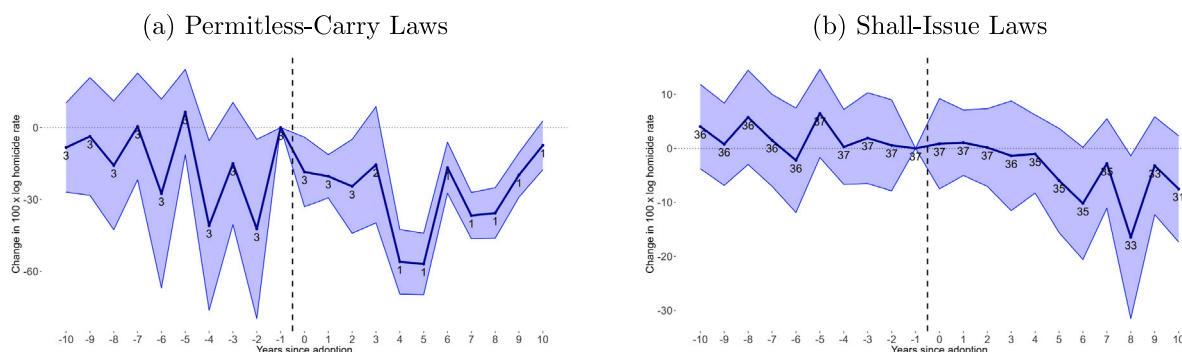 (a) Permitless-Carry Laws
Change in 100 x log homicide rate
0
-30
-60
3 3 3 3 3 3 3 3 3 3 3 3 3 2 1 1 1 1 1 1 1
-10 -9 -8 -7 -6 -5 -4 -3 -2 -1 0 1 2 3 4 5 6 7 8 9 10
Years since adoption
(b) Shall-Issue Laws
Change in 100 x log homicide rate
10
0
-10
-20
-30
36 36 36 36 36 37 37 37 37 37 37 37 37 36 36 35 35 35 33 33 31
-10 -9 -8 -7 -6 -5 -4 -3 -2 -1 0 1 2 3 4 5 6 7 8 9 10
Years since adoption